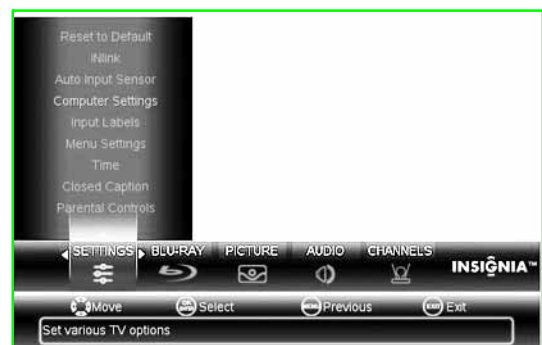 Reset to Default
INlink
Auto Input Sensor
Computer Settings
Input Labels
Menu Settings
Time
Closed Caption
Parental Controls
SETTINGS BLU-RAY PICTURE AUDIO CHANNELS
INSIGNIA™
Move Select Previous Exit
Set various TV options